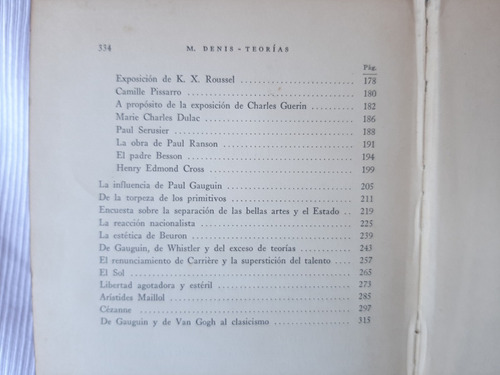 334 M. DENIS - TEORÍAS
Pág.
Exposición de K. X. Roussel 178
Camille Pissarro 180
A propósito de la exposición de Charles Guerin 182
Marie Charles Dulac 186
Paul Serusier 188
La obra de Paul Ranson 191
El padre Besson 194
Henry Edmond Cross 199
La influencia de Paul Gauguin 205
De la torpeza de los primitivos 211
Encuesta sobre la separación de las bellas artes y el Estado .. 219
La reacción nacionalista 225
La estética de Beuron 239
De Gauguin, de Whistler y del exceso de teorías 243
El renunciamiento de Carrière y la superstición del talento 257
El Sol 265
Libertad agotadora y estéril 273
Arístides Maillol 285
Cézanne 297
De Gauguin y de Van Gogh al clasicismo 315